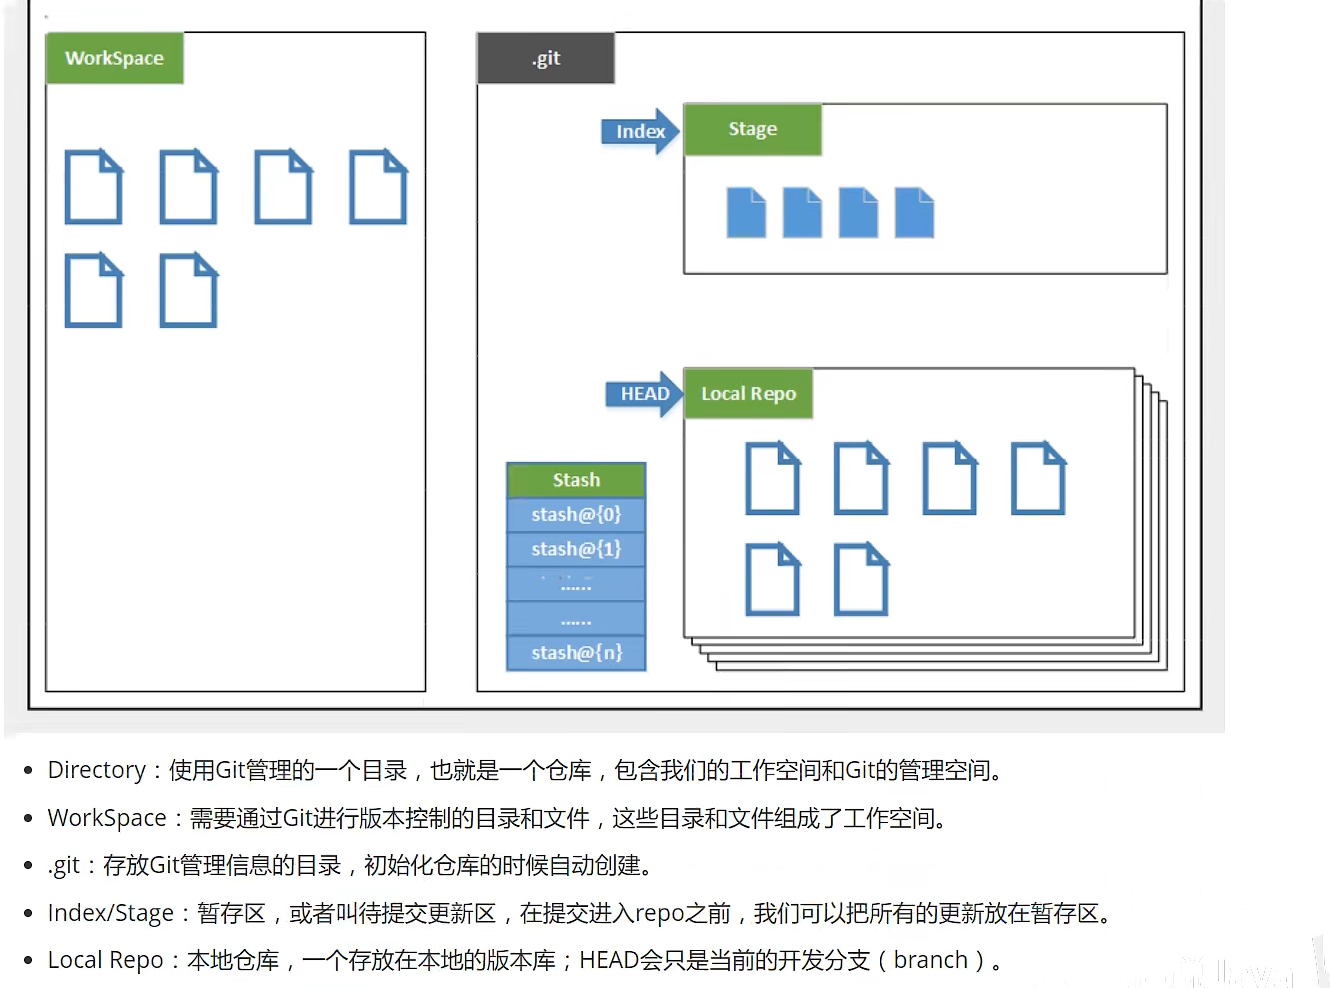 WorkSpace
.git
Index
Stage
HEAD
Local Repo
Stash
stash@{0}
stash@{1}
......
......
stash@{n}
Directory：使用Git管理的一个目录，也就是一个仓库，包含我们的工作空间和Git的管理空间。
WorkSpace：需要通过Git进行版本控制的目录和文件，这些目录和文件组成了工作空间。
.git：存放Git管理信息的目录，初始化仓库的时候自动创建。
Index/Stage：暂存区，或者叫待提交更新区，在提交进入repo之前，我们可以把所有的更新放在暂存区。
Local Repo：本地仓库，一个存放在本地的版本库；HEAD会只是当前的开发分支（branch）。